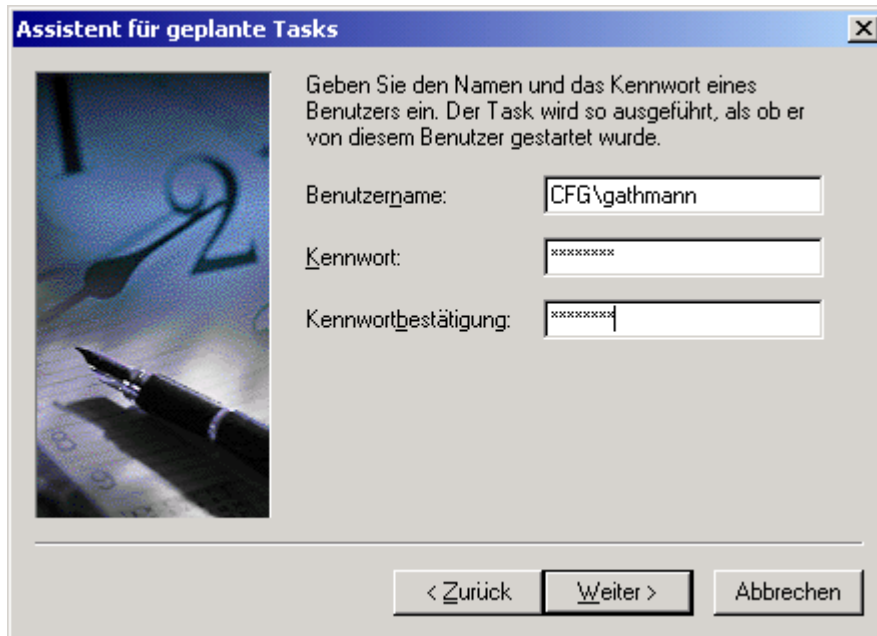 Assistent für geplante Tasks
Geben Sie den Namen und das Kennwort eines
Benutzers ein. Der Task wird so ausgeführt, als ob er
von diesem Benutzer gestartet wurde.
Benutzername: CFG\gathmann
Kennwort: ********
Kennwortbestätigung: ********
< Zurück Weiter > Abbrechen